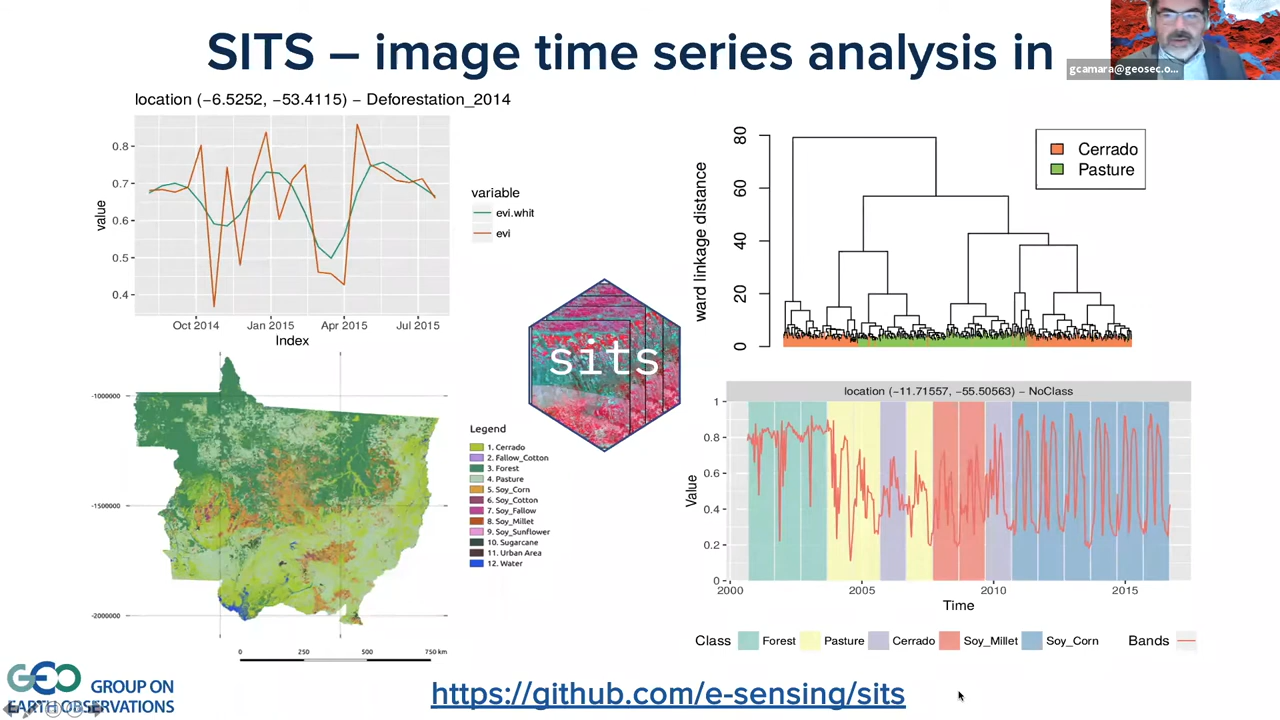 SITS – image time series analysis in
gcamara@geosec.o...
location (−6.5252, −53.4115) − Deforestation_2014
0.8
0.7
0.6
0.5
0.4
value
Oct 2014 Jan 2015 Apr 2015 Jul 2015
Index
variable
evi.whit
evi
80
60
40
20
0
ward linkage distance
Cerrado
Pasture
sits
-1000000
-1500000
-2000000
Legend
1. Cerrado
2. Fallow_Cotton
3. Forest
4. Pasture
5. Soy_Corn
6. Soy_Cotton
7. Soy_Fallow
8. Soy_Millet
9. Soy_Sunflower
10. Sugarcane
11. Urban Area
12. Water
0 250 500 750 km
location (−11.71557, −55.50563) − NoClass
1
0.8
0.6
0.4
0.2
0
Value
2000 2005 2010 2015
Time
Class Forest Pasture Cerrado Soy_Millet Soy_Corn Bands
GEO GROUP ON
EARTH OBSERVATIONS
https://github.com/e-sensing/sits